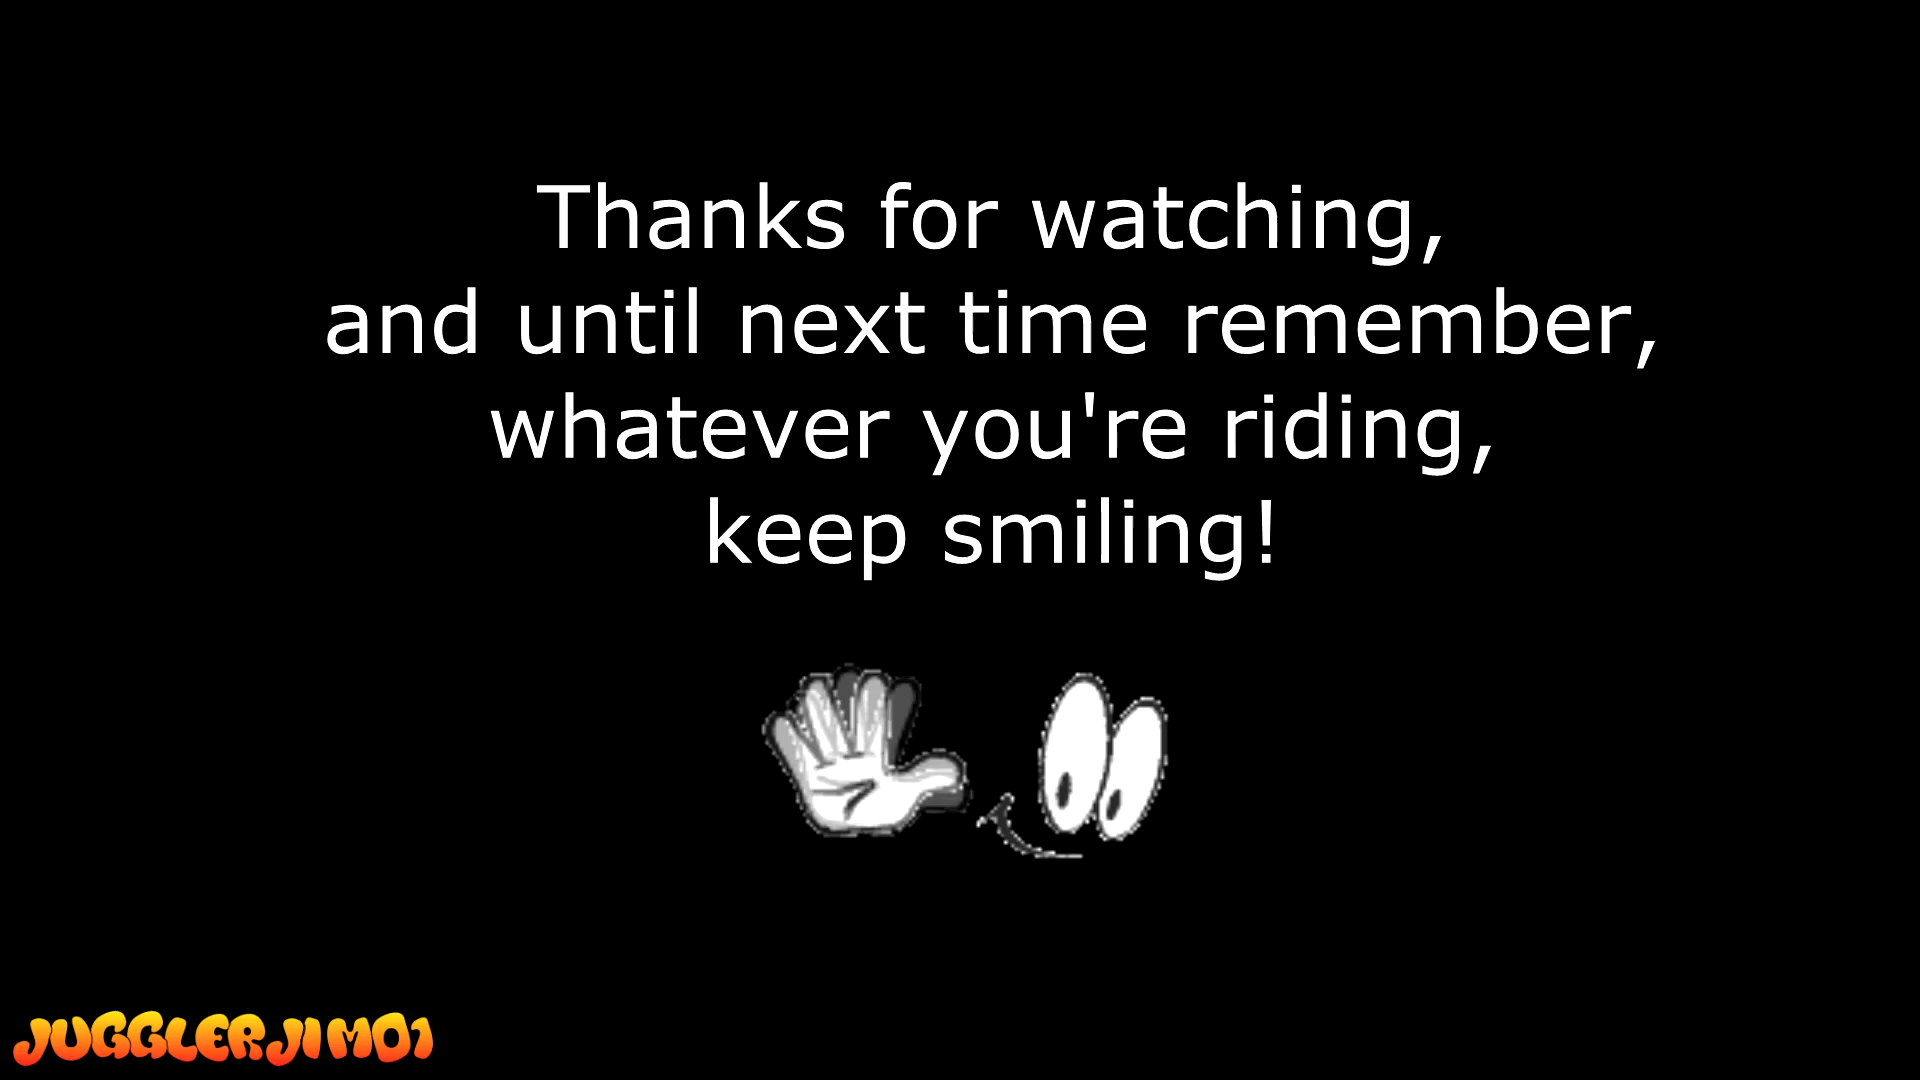 Thanks for watching,
and until next time remember,
whatever you're riding,
keep smiling!
JUGGLERJIM01